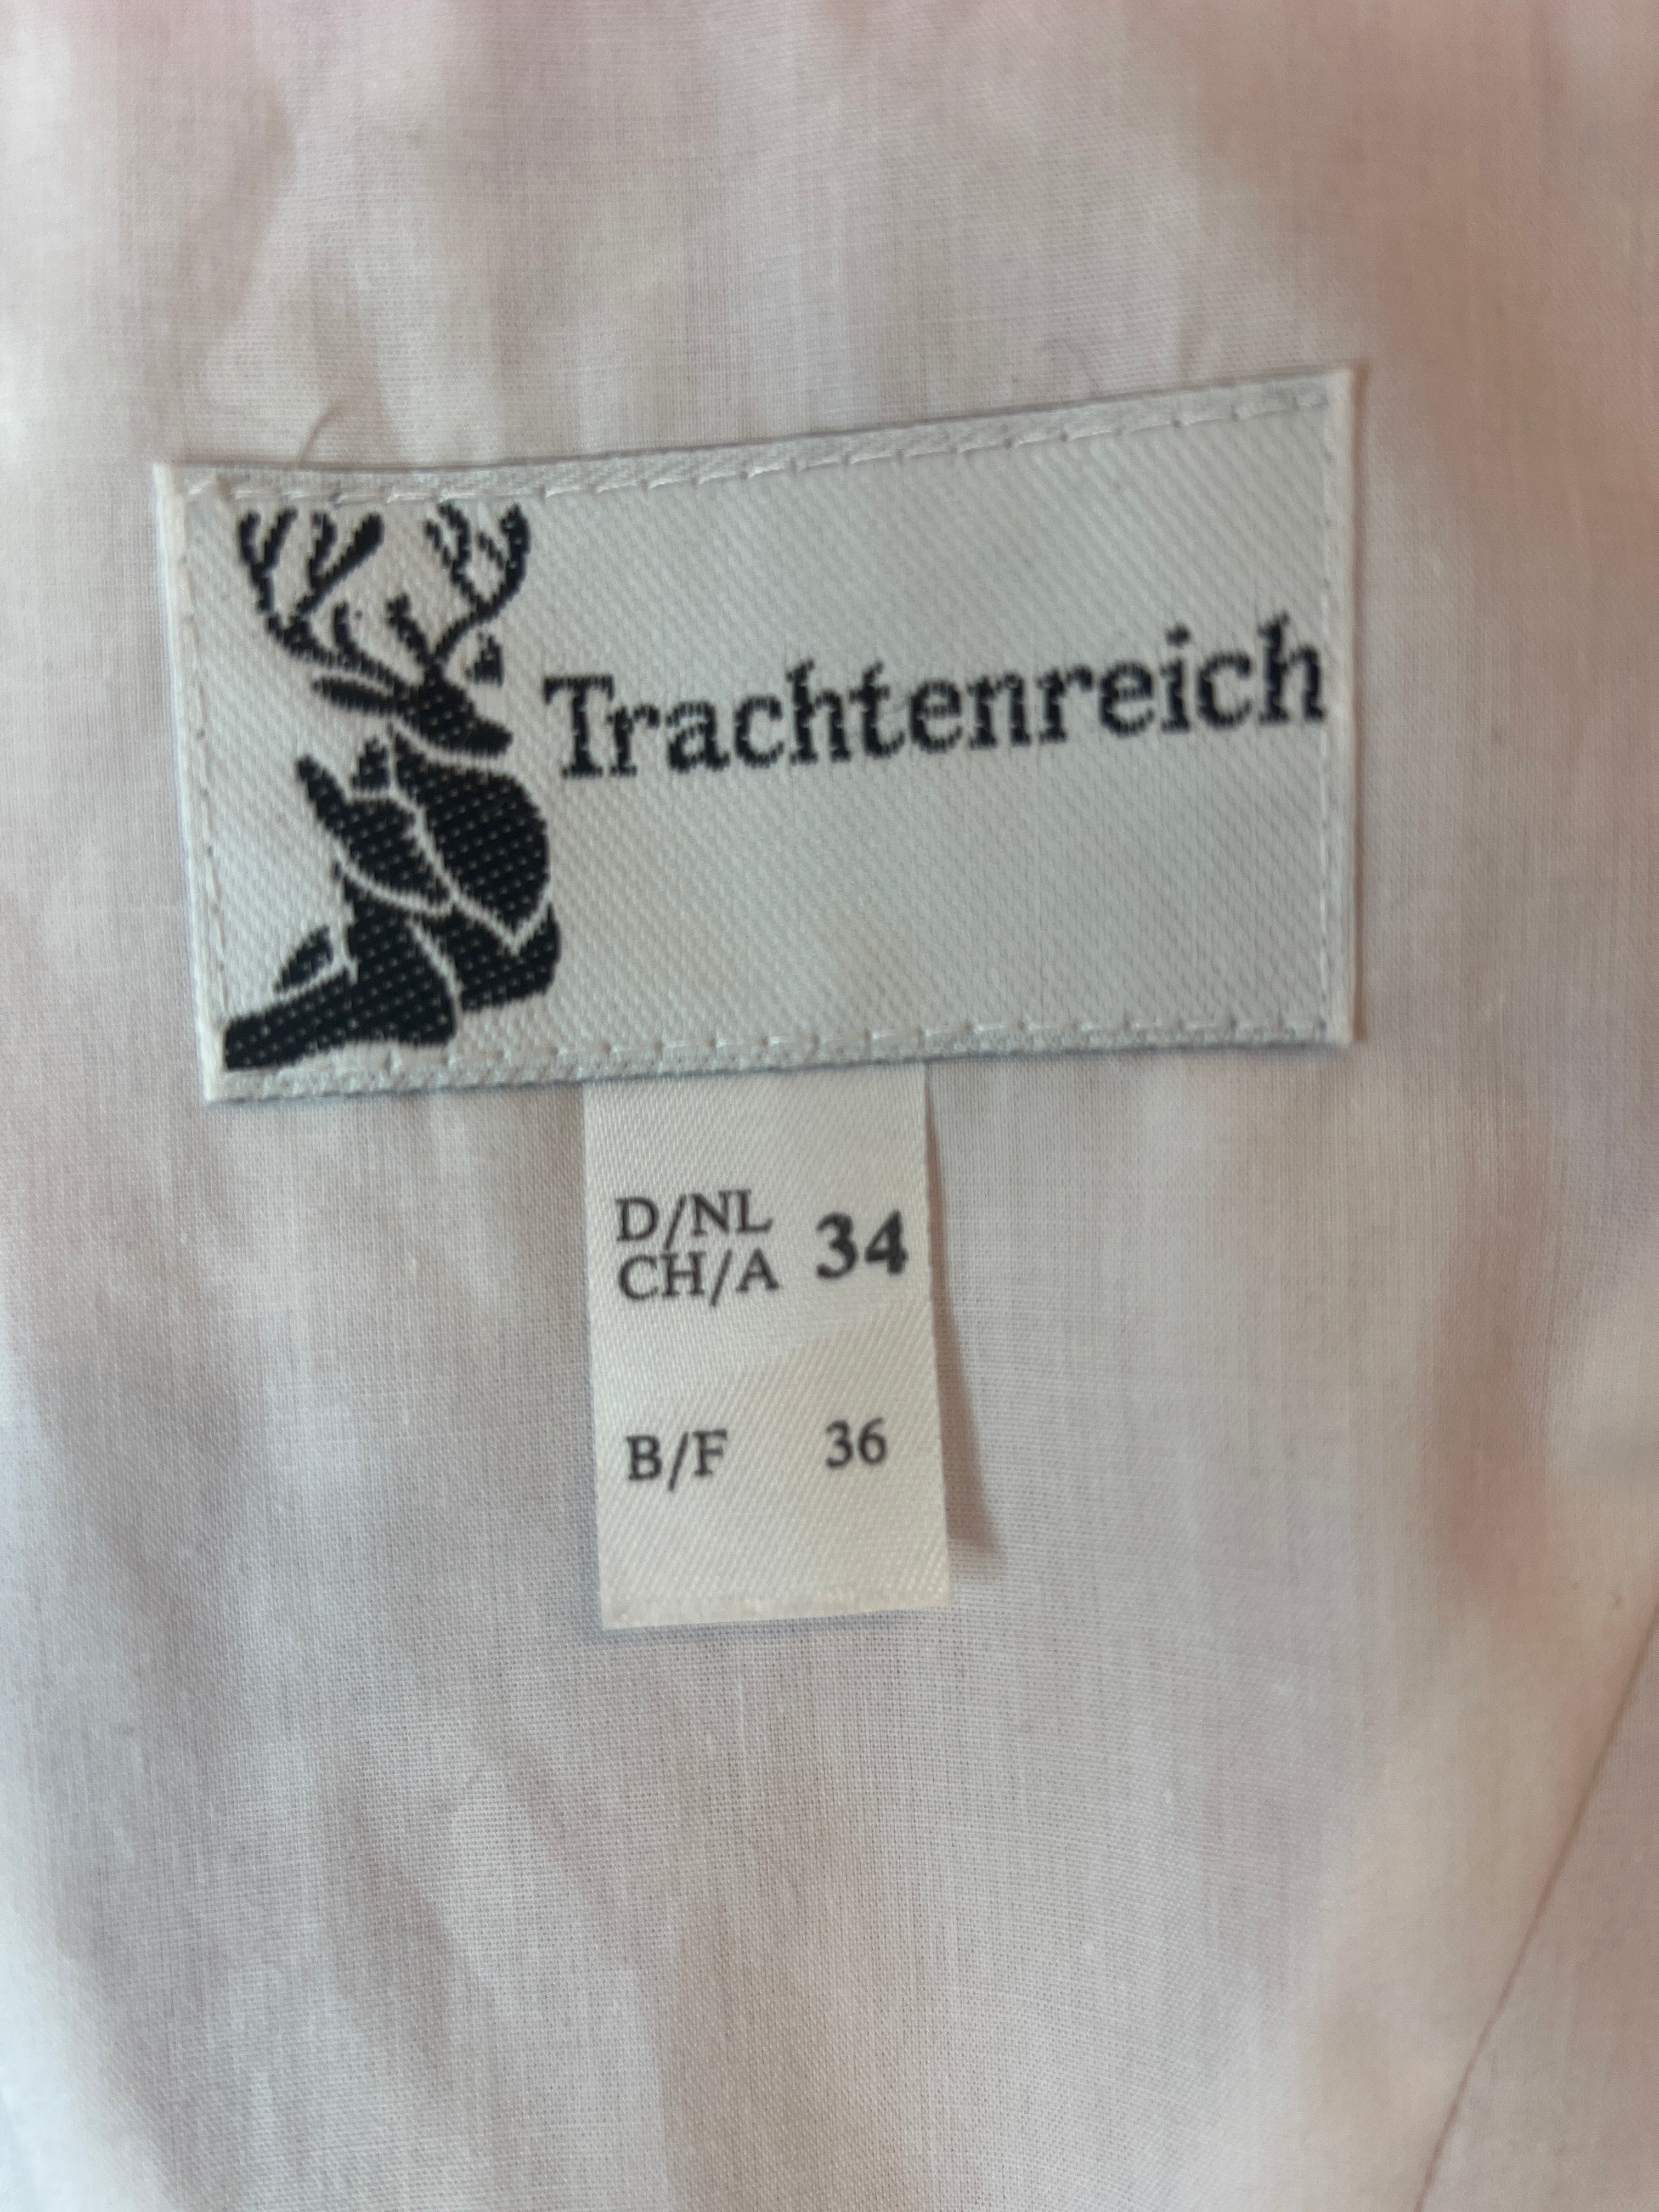 Trachtenreich
D/NL
CH/A 34
B/F 36